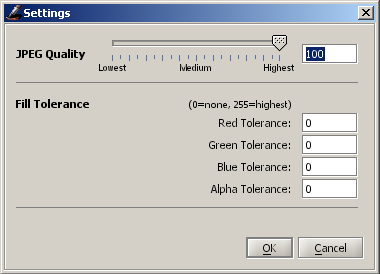 Settings
JPEG Quality
100
Lowest Medium Highest
Fill Tolerance (0=none, 255=highest)
Red Tolerance: 0
Green Tolerance: 0
Blue Tolerance: 0
Alpha Tolerance: 0
OK Cancel